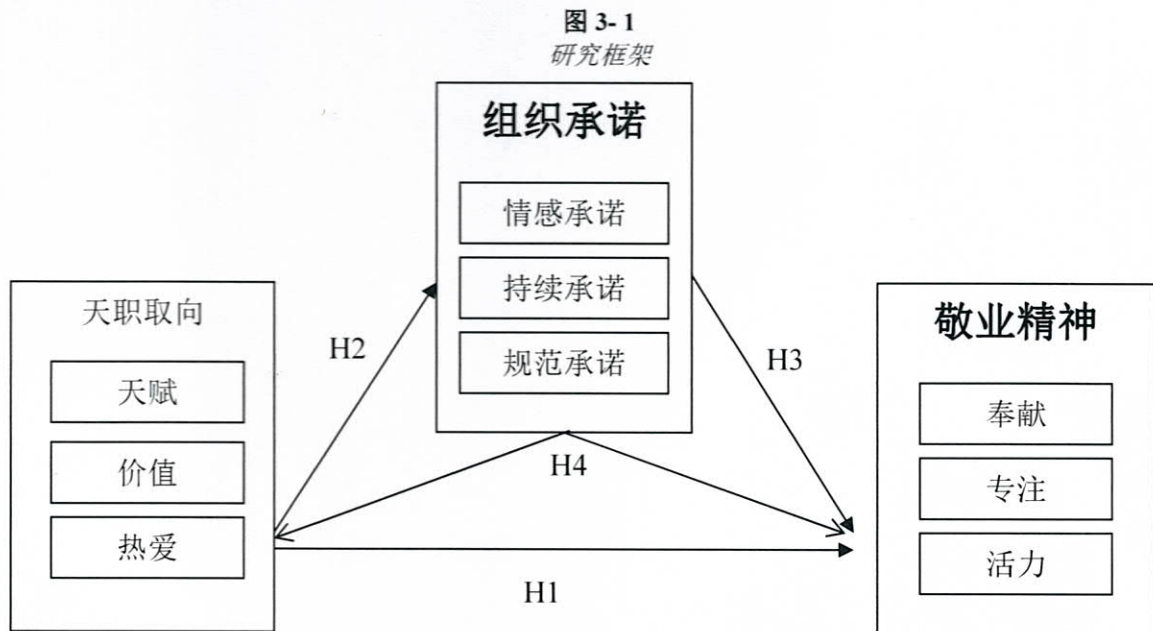 图 3- 1
研究框架
组织承诺
情感承诺
持续承诺
规范承诺
天职取向
天赋
价值
热爱
敬业精神
奉献
专注
活力
H2
H3
H4
H1